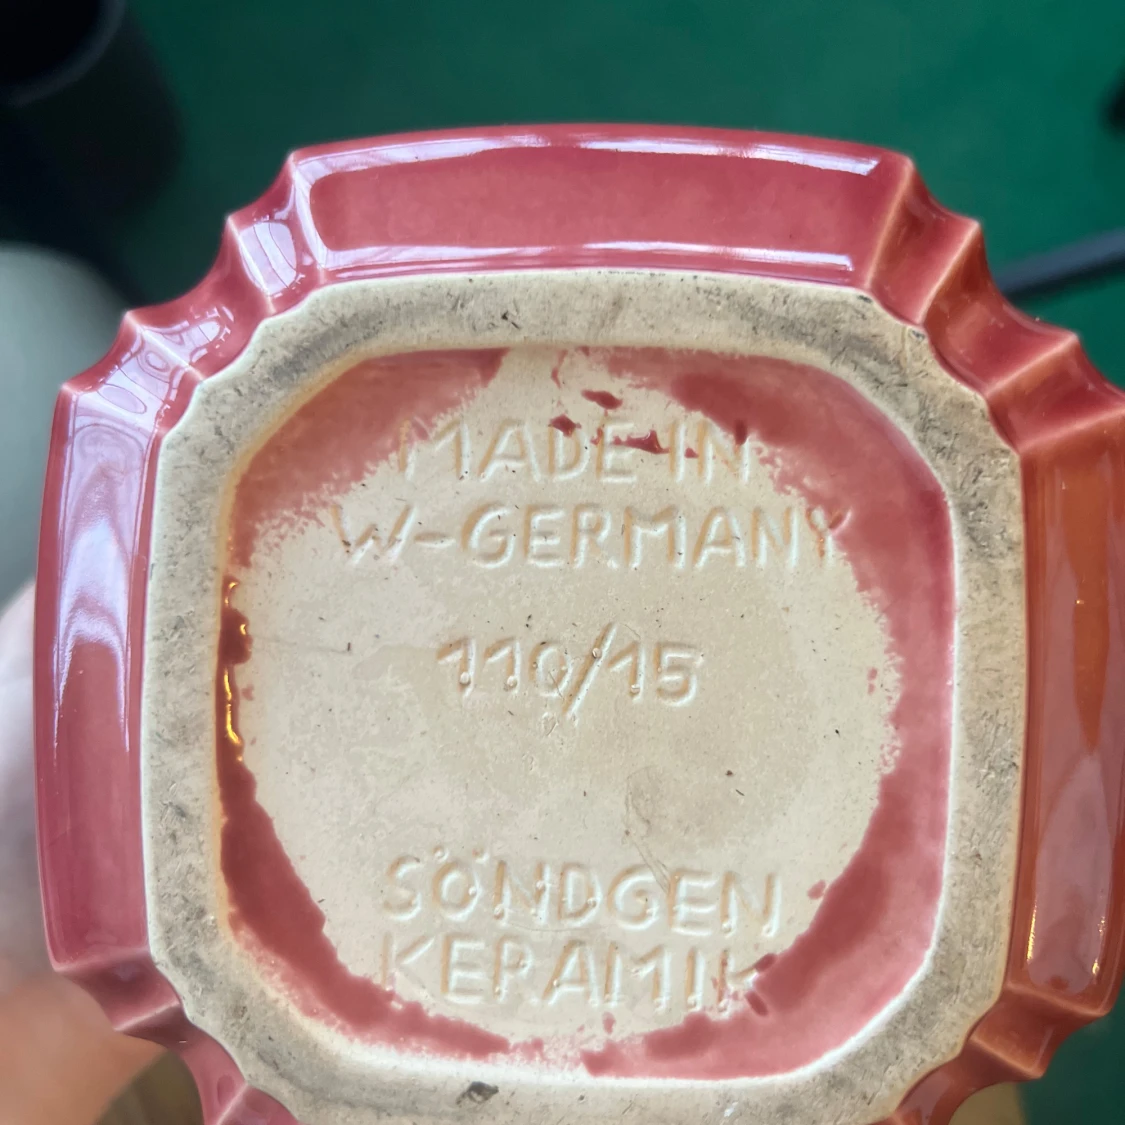 MADE IN
W-GERMANY
110/15
SÖNDGEN
KERAMIK